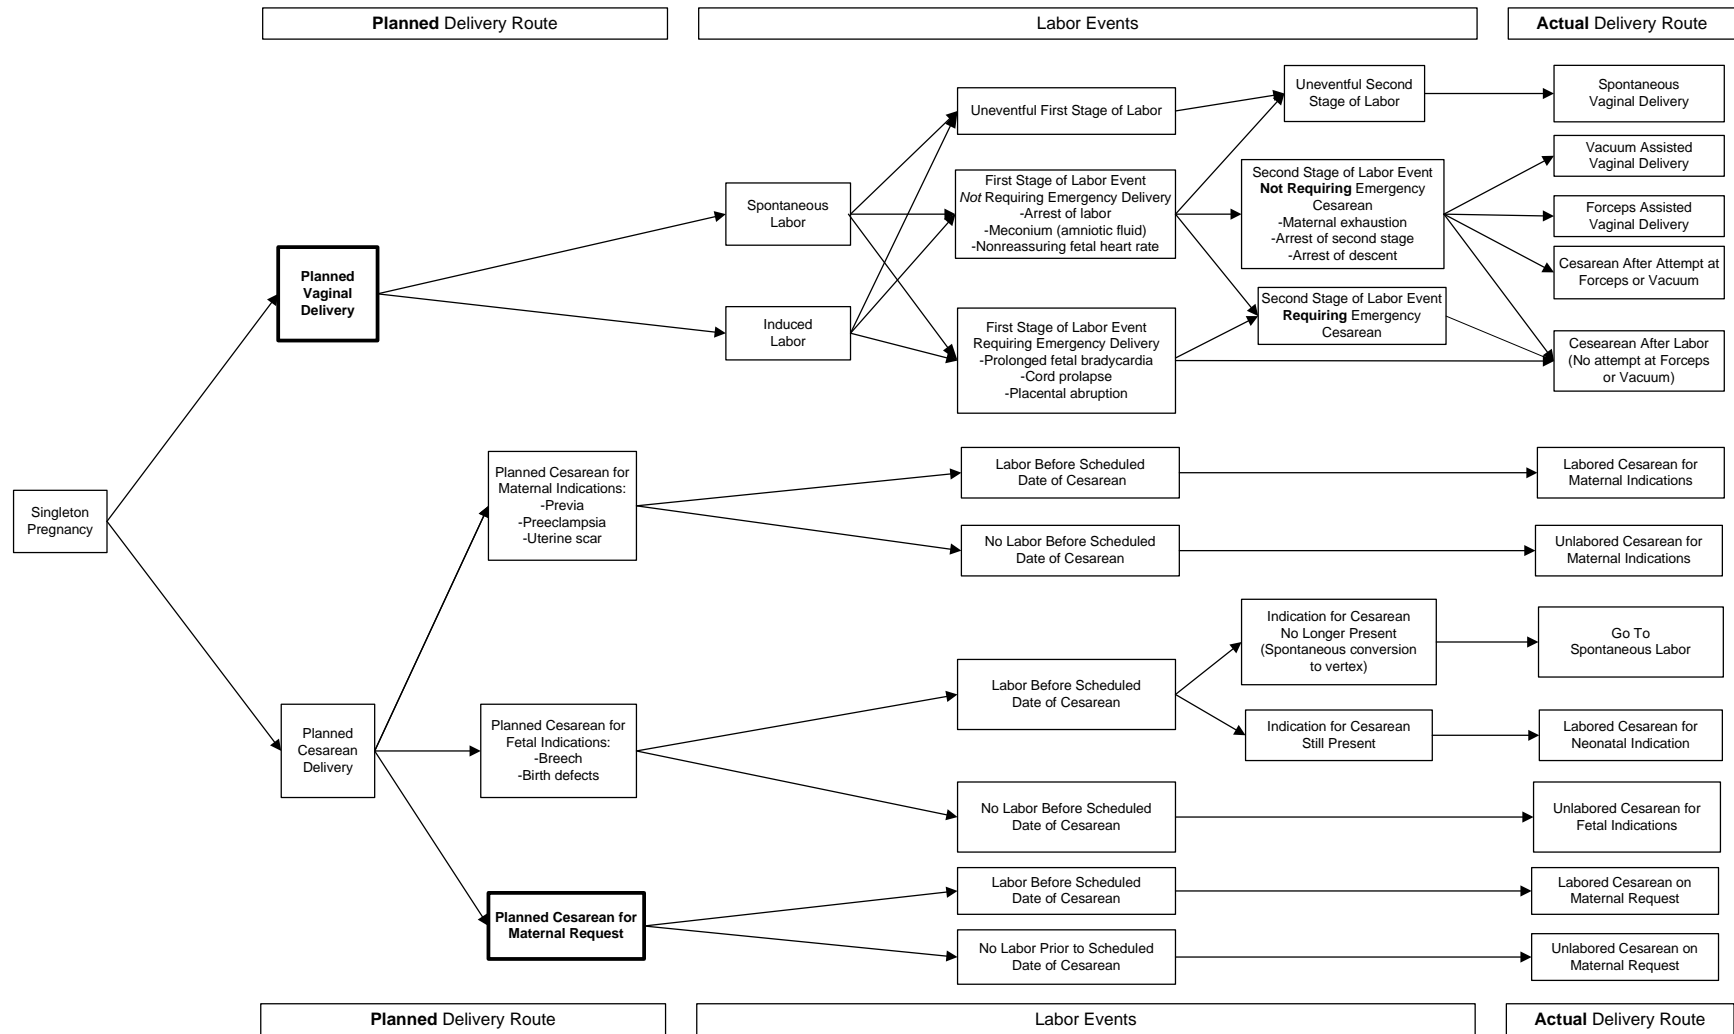 Planned Delivery Route
Labor Events
Actual Delivery Route
Uneventful First Stage of Labor
Uneventful Second
Stage of Labor
Spontaneous
Vaginal Delivery
Vacuum Assisted
Vaginal Delivery
Spontaneous
Labor
First Stage of Labor Event
Not Requiring Emergency Delivery
-Arrest of labor
-Meconium (amniotic fluid)
-Nonreassuring fetal heart rate
Second Stage of Labor Event
Not Requiring Emergency
Cesarean
-Maternal exhaustion
-Arrest of second stage
-Arrest of descent
Forceps Assisted
Vaginal Delivery
Cesarean After Attempt at
Forceps or Vacuum
Planned
Vaginal
Delivery
Induced
Labor
First Stage of Labor Event
Requiring Emergency Delivery
-Prolonged fetal bradycardia
-Cord prolapse
-Placental abruption
Second Stage of Labor Event
Requiring Emergency
Cesarean
Cesearean After Labor
(No attempt at Forceps
or Vacuum)
Singleton
Pregnancy
Planned Cesarean for
Maternal Indications:
-Previa
-Preeclampsia
-Uterine scar
Labor Before Scheduled
Date of Cesarean
Labored Cesarean for
Maternal Indications
No Labor Before Scheduled
Date of Cesarean
Unlabored Cesarean for
Maternal Indications
Planned
Cesarean
Delivery
Planned Cesarean for
Fetal Indications:
-Breech
-Birth defects
Labor Before Scheduled
Date of Cesarean
Indication for Cesarean
No Longer Present
(Spontaneous conversion
to vertex)
Go To
Spontaneous Labor
Indication for Cesarean
Still Present
Labored Cesarean for
Neonatal Indication
No Labor Before Scheduled
Date of Cesarean
Unlabored Cesarean for
Fetal Indications
Planned Cesarean for
Maternal Request
Labor Before Scheduled
Date of Cesarean
Labored Cesarean on
Maternal Request
No Labor Prior to Scheduled
Date of Cesarean
Unlabored Cesarean on
Maternal Request
Planned Delivery Route
Labor Events
Actual Delivery Route